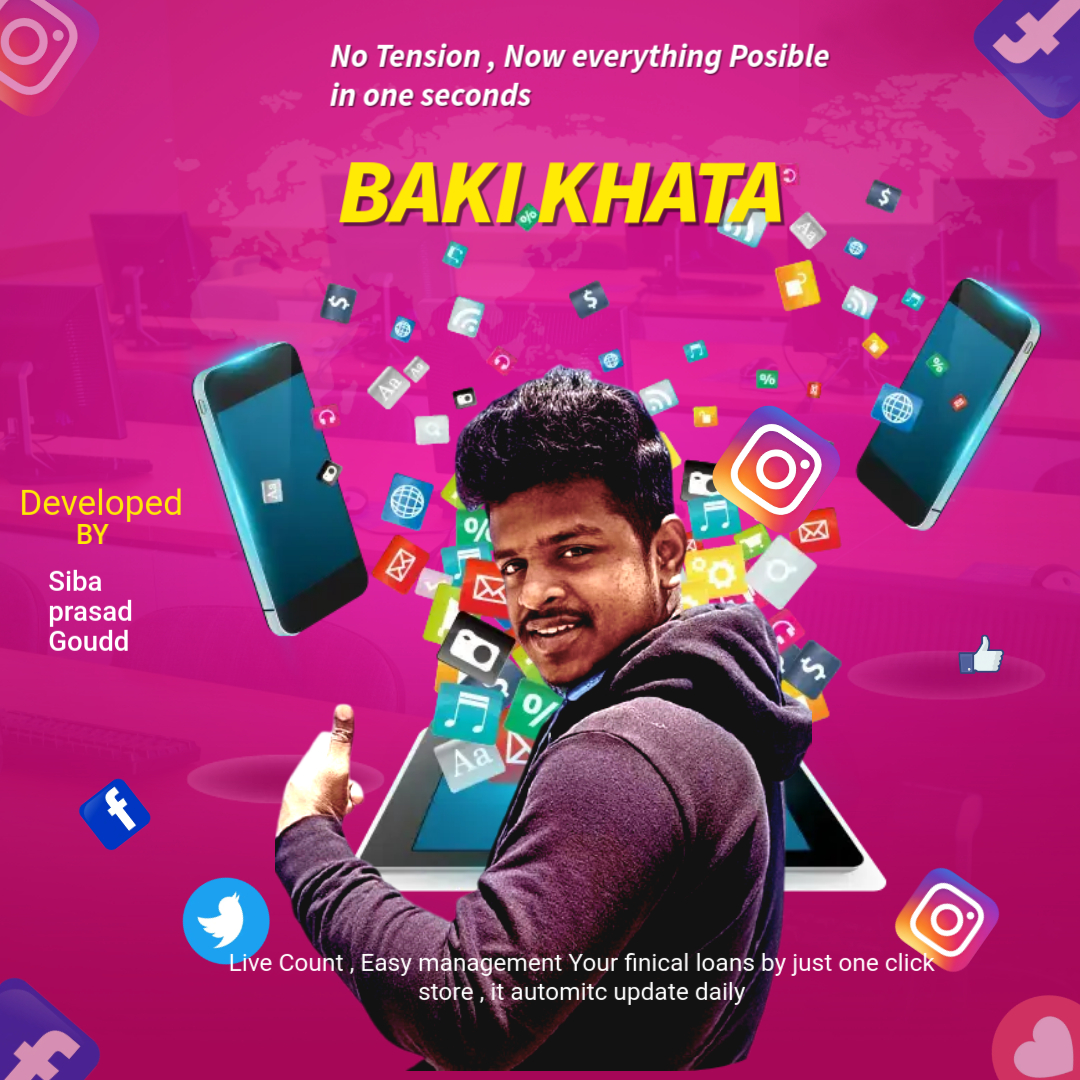 No Tension , Now everything Posible
in one seconds
BAKI KHATA
Developed
BY
Siba
prasad
Goudd
Live Count , Easy management Your finical loans by just one click
store , it automitc update daily